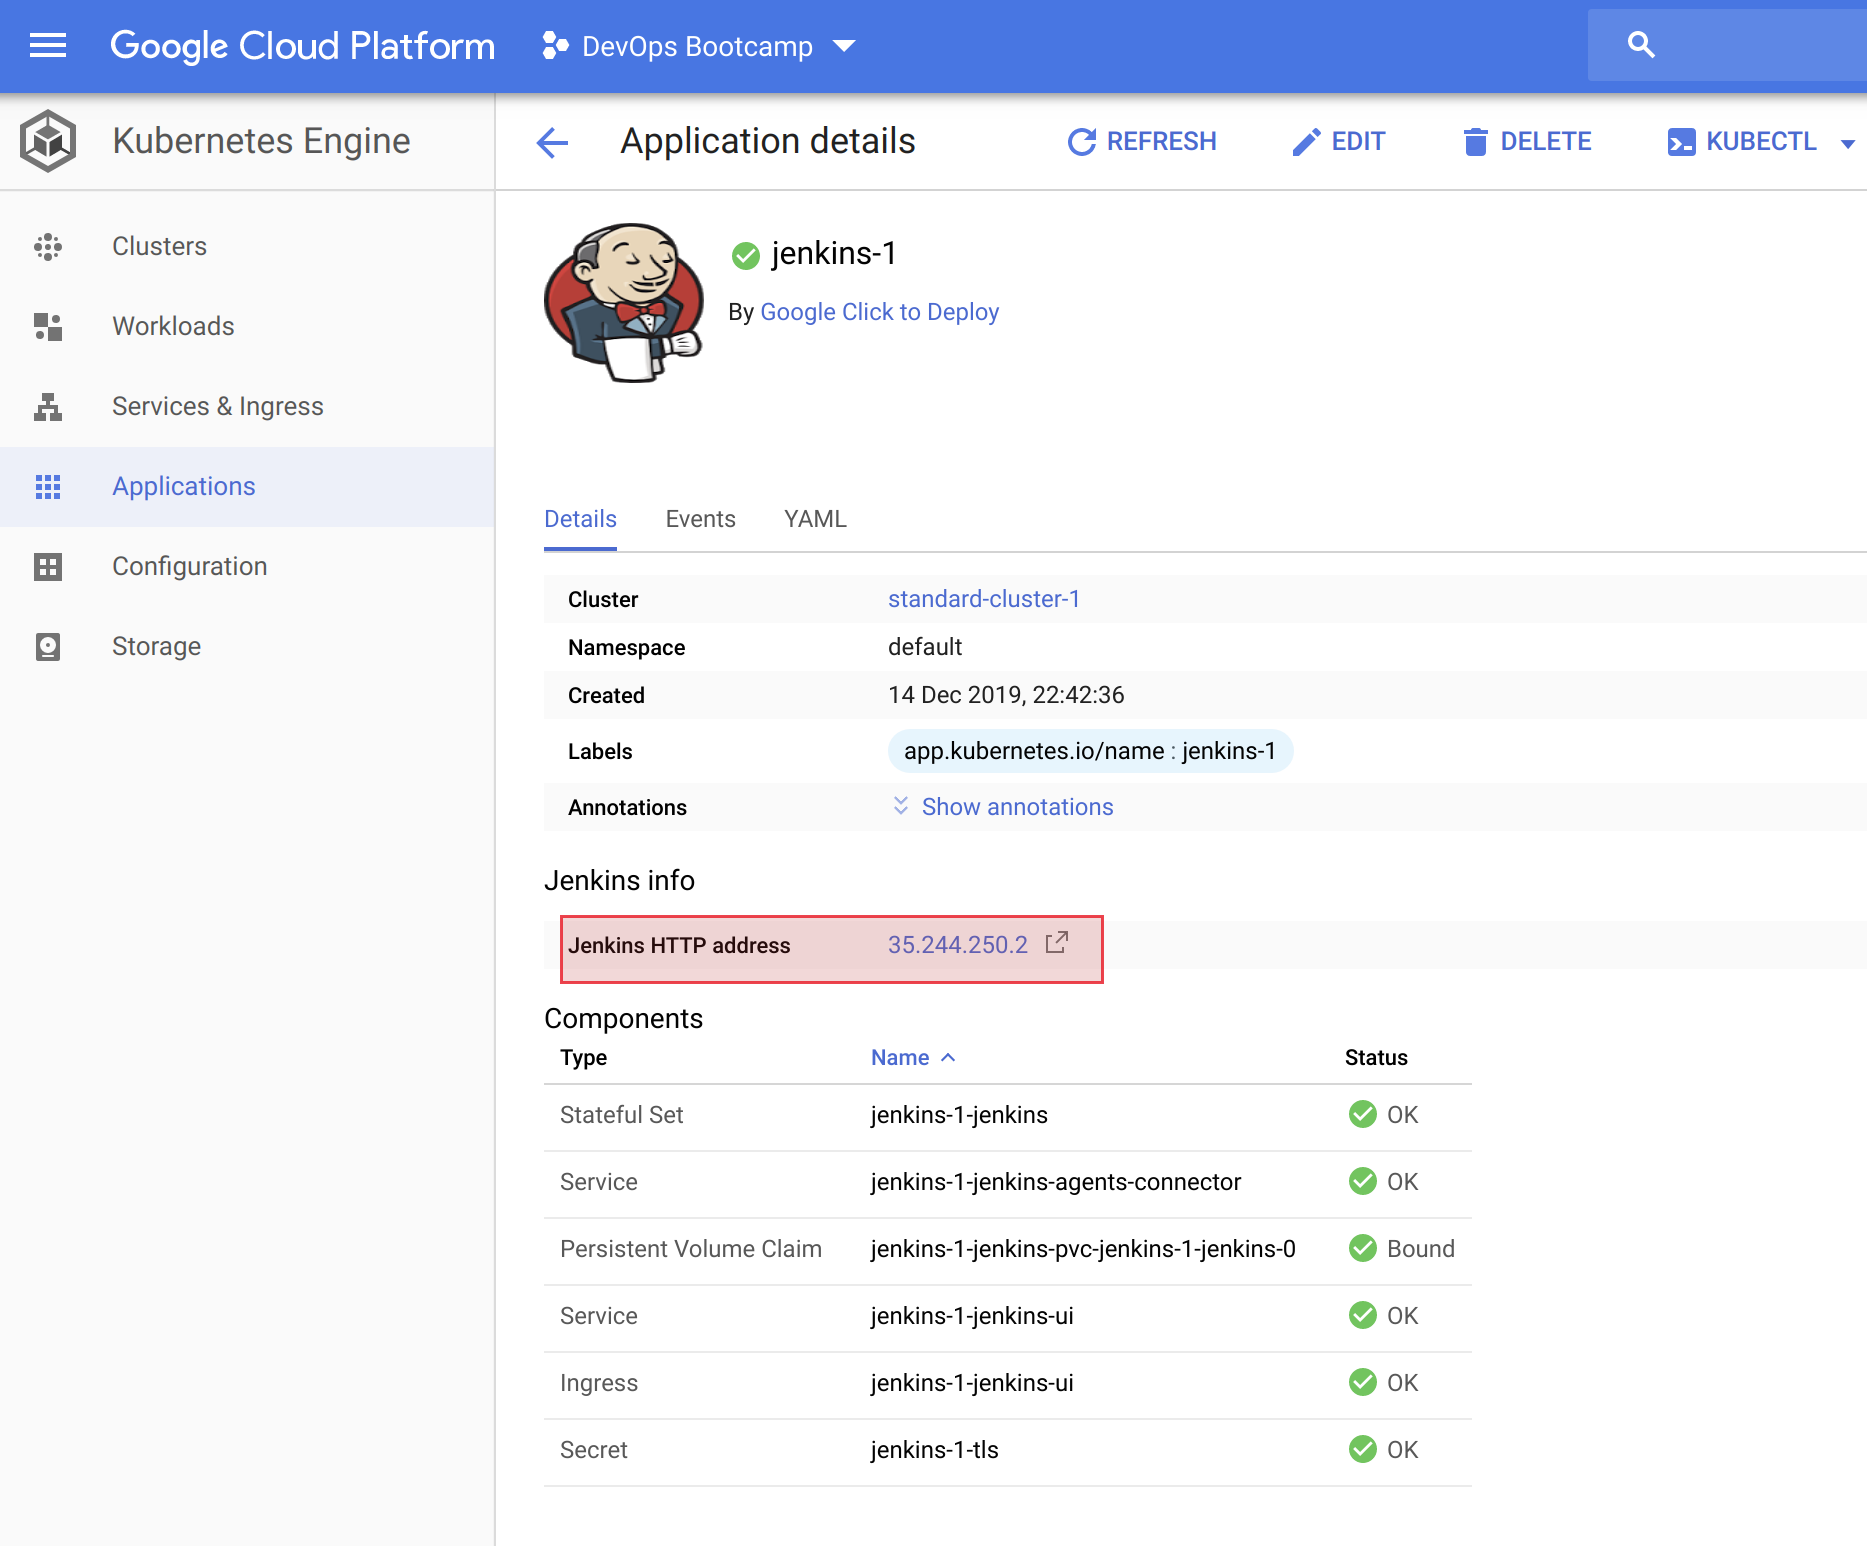 Google Cloud Platform DevOps Bootcamp
Kubernetes Engine
Application details REFRESH EDIT DELETE KUBECTL
Clusters
Workloads
Services & Ingress
Applications
Configuration
Storage
jenkins-1
By Google Click to Deploy
Details Events YAML
Cluster standard-cluster-1
Namespace default
Created 14 Dec 2019, 22:42:36
Labels app.kubernetes.io/name : jenkins-1
Annotations Show annotations
Jenkins info
Jenkins HTTP address 35.244.250.2
Components
Type Name Status
Stateful Set jenkins-1-jenkins OK
Service jenkins-1-jenkins-agents-connector OK
Persistent Volume Claim jenkins-1-jenkins-pvc-jenkins-1-jenkins-0 Bound
Service jenkins-1-jenkins-ui OK
Ingress jenkins-1-jenkins-ui OK
Secret jenkins-1-tls OK